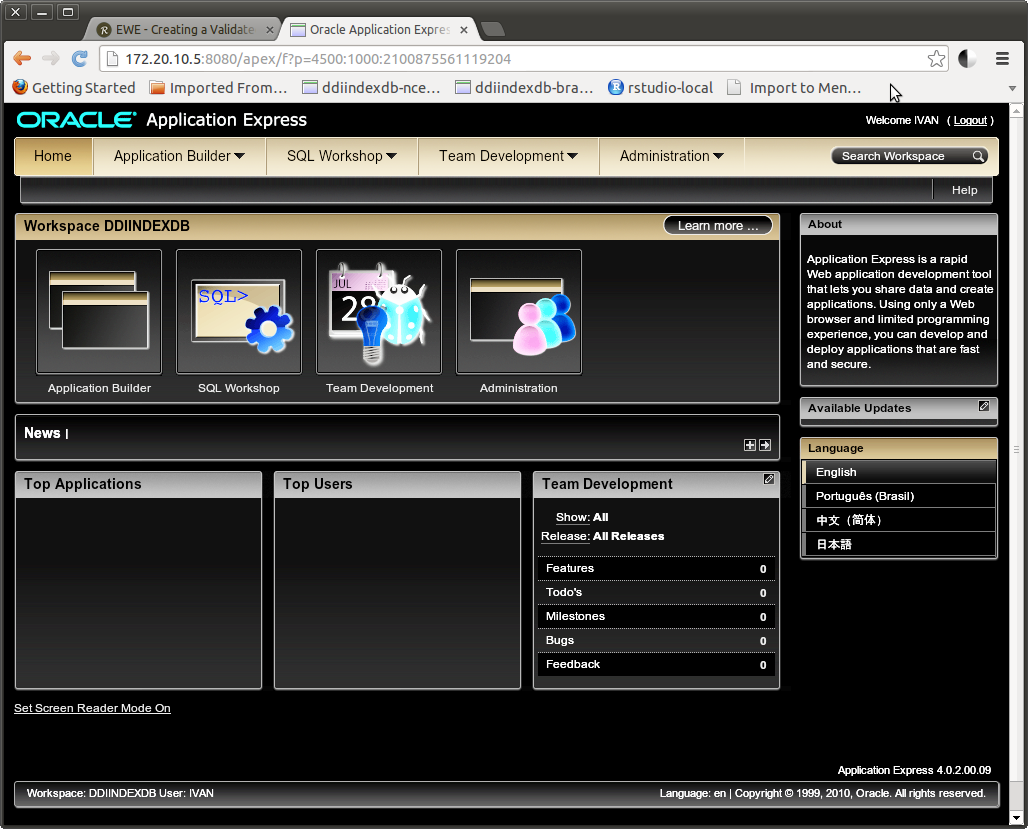 EWE - Creating a Validate
Oracle Application Expres
172.20.10.5:8080/apex/f?p=4500:1000:2100875561119204
Getting Started
Imported From...
ddiindexdb-nce...
ddiindexdb-bra...
rstudio-local
Import to Men...
ORACLE Application Express
Welcome IVAN ( Logout )
Home
Application Builder
SQL Workshop
Team Development
Administration
Search Workspace
Help
Workspace DDIINDEXDB
Learn more ...
SQL>
JUL
28
Application Builder
SQL Workshop
Team Development
Administration
News |
Top Applications
Top Users
Team Development
Show: All
Release: All Releases
Features 0
Todo's 0
Milestones 0
Bugs 0
Feedback 0
About
Application Express is a rapid
Web application development tool
that lets you share data and create
applications. Using only a Web
browser and limited programming
experience, you can develop and
deploy applications that are fast
and secure.
Available Updates
Language
English
Português (Brasil)
中文（简体）
日本語
Set Screen Reader Mode On
Application Express 4.0.2.00.09
Workspace: DDIINDEXDB User: IVAN
Language: en | Copyright © 1999, 2010, Oracle. All rights reserved.